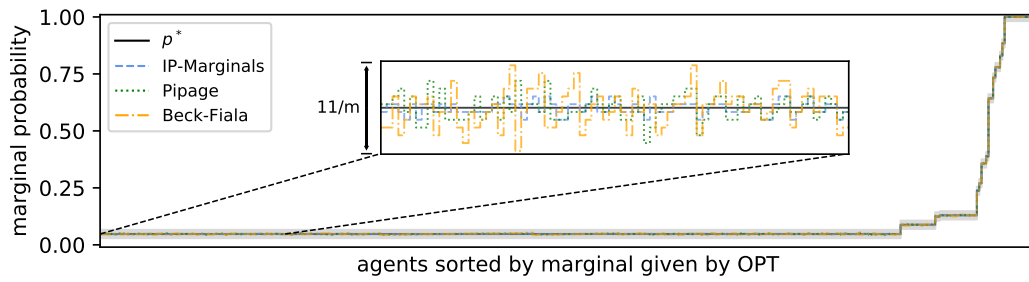 1.00
0.75
0.50
0.25
0.00
marginal probability
p*
IP-Marginals
Pipage
Beck-Fiala
11/m
agents sorted by marginal given by OPT